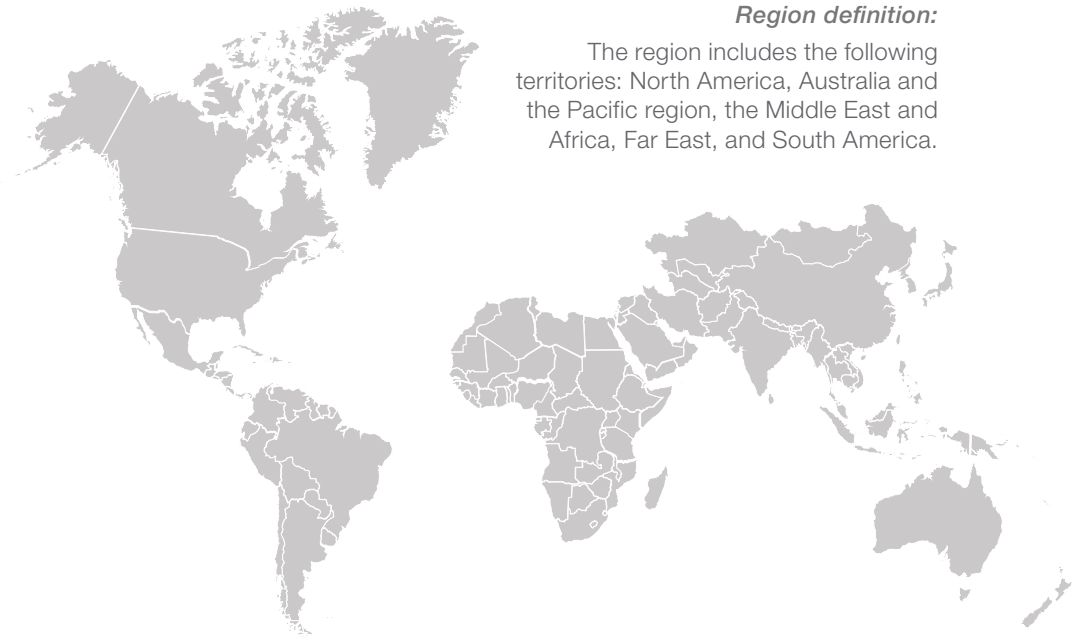 Region definition:
The region includes the following
territories: North America, Australia and
the Pacific region, the Middle East and
Africa, Far East, and South America.